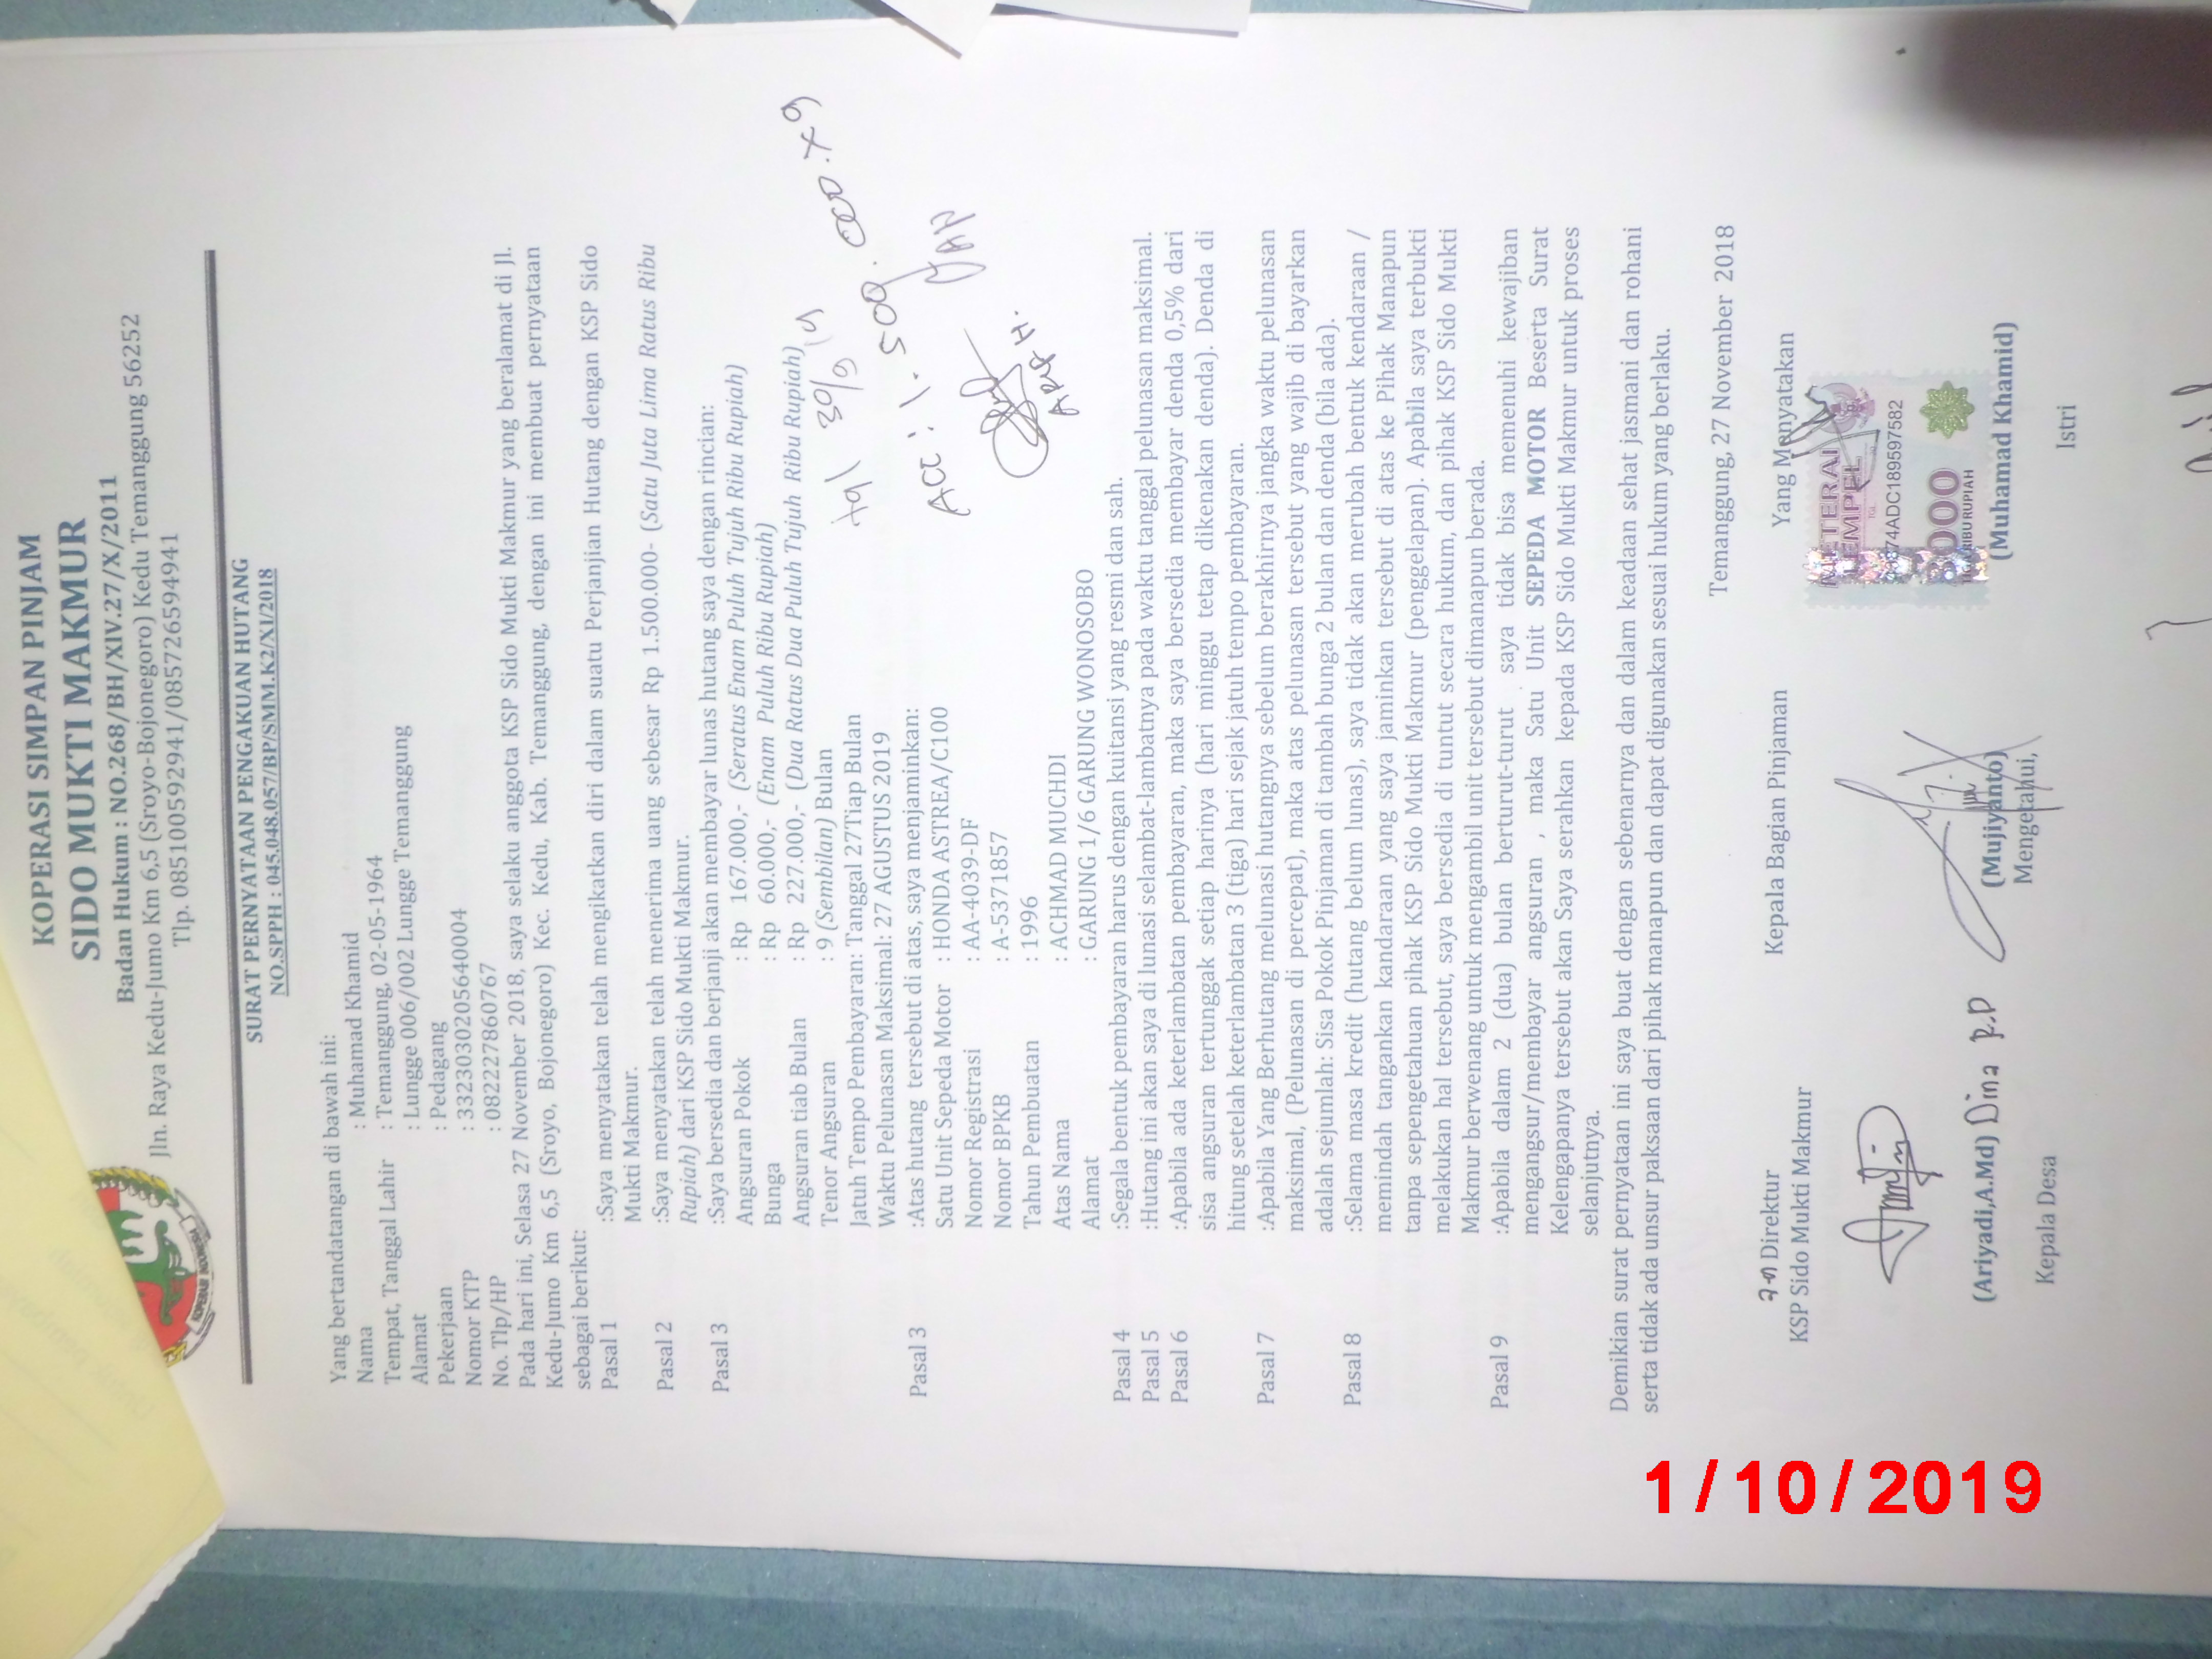 KOPERASI SIMPAN PINJAM
SIDO MUKTI MAKMUR
Badan Hukum : NO.268/BH/XIV.27/X/2011
Jln. Raya Kedu-Jumo Km 6,5 (Sroyo-Bojonegoro) Kedu Temanggung 56252
Tlp. 085100592941/085726594941
KOPERASI INDONESIA
SURAT PERNYATAAN PENGAKUAN HUTANG
NO.SPPH : 045.048.057/BP/SMM.K2/XI/2018
Yang bertandatangan di bawah ini:
Nama : Muhamad Khamid
Tempat, Tanggal Lahir : Temanggung, 02-05-1964
Alamat : Lungge 006/002 Lungge Temanggung
Pekerjaan : Pedagang
Nomor KTP : 3323030205640004
No. Tlp/HP : 082227860767
Pada hari ini, Selasa 27 November 2018, saya selaku anggota KSP Sido Mukti Makmur yang beralamat di Jl.
Kedu-Jumo Km 6,5 (Sroyo, Bojonegoro) Kec. Kedu, Kab. Temanggung, dengan ini membuat pernyataan
sebagai berikut:
Pasal 1 :Saya menyatakan telah mengikatkan diri dalam suatu Perjanjian Hutang dengan KSP Sido
Mukti Makmur.
Pasal 2 :Saya menyatakan telah menerima uang sebesar Rp 1.500.000- (Satu Juta Lima Ratus Ribu
Rupiah) dari KSP Sido Mukti Makmur.
Pasal 3 :Saya bersedia dan berjanji akan membayar lunas hutang saya dengan rincian:
Angsuran Pokok : Rp 167.000,- (Seratus Enam Puluh Tujuh Ribu Rupiah)
Bunga : Rp 60.000,- (Enam Puluh Ribu Rupiah)
Angsuran tiab Bulan : Rp 227.000,- (Dua Ratus Dua Puluh Tujuh Ribu Rupiah)
Tenor Angsuran : 9 (Sembilan) Bulan
Jatuh Tempo Pembayaran: Tanggal 27Tiap Bulan
Waktu Pelunasan Maksimal: 27 AGUSTUS 2019
Acc : 1.500.000 . x 9
Pasal 3 :Atas hutang tersebut di atas, saya menjaminkan:
Satu Unit Sepeda Motor : HONDA ASTREA/C100
Nomor Registrasi : AA-4039-DF
Nomor BPKB : A-5371857
Tahun Pembuatan : 1996
Atas Nama : ACHMAD MUCHDI
Alamat : GARUNG 1/6 GARUNG WONOSOBO
Pasal 4 :Segala bentuk pembayaran harus dengan kuitansi yang resmi dan sah.
Pasal 5 :Hutang ini akan saya di lunasi selambat-lambatnya pada waktu tanggal pelunasan maksimal.
Pasal 6 :Apabila ada keterlambatan pembayaran, maka saya bersedia membayar denda 0,5% dari
sisa angsuran tertunggak setiap harinya (hari minggu tetap dikenakan denda). Denda di
hitung setelah keterlambatan 3 (tiga) hari sejak jatuh tempo pembayaran.
Pasal 7 :Apabila Yang Berhutang melunasi hutangnya sebelum berakhirnya jangka waktu pelunasan
maksimal, (Pelunasan di percepat), maka atas pelunasan tersebut yang wajib di bayarkan
adalah sejumlah: Sisa Pokok Pinjaman di tambah bunga 2 bulan dan denda (bila ada).
Pasal 8 :Selama masa kredit (hutang belum lunas), saya tidak akan merubah bentuk kendaraan /
memindah tangankan kandaraan yang saya jaminkan tersebut di atas ke Pihak Manapun
tanpa sepengetahuan pihak KSP Sido Mukti Makmur (penggelapan). Apabila saya terbukti
melakukan hal tersebut, saya bersedia di tuntut secara hukum, dan pihak KSP Sido Mukti
Makmur berwenang untuk mengambil unit tersebut dimanapun berada.
Pasal 9 :Apabila dalam 2 (dua) bulan berturut-turut saya tidak bisa memenuhi kewajiban
mengangsur/membayar angsuran , maka Satu Unit SEPEDA MOTOR Beserta Surat
Kelengapanya tersebut akan Saya serahkan kepada KSP Sido Mukti Makmur untuk proses
selanjutnya.
Demikian surat pernyataan ini saya buat dengan sebenarnya dan dalam keadaan sehat jasmani dan rohani
serta tidak ada unsur paksaan dari pihak manapun dan dapat digunakan sesuai hukum yang berlaku.
Temanggung, 27 November 2018
Direktur Kepala Bagian Pinjaman Yang Menyatakan
KSP Sido Mukti Makmur
METERAI
TEMPEL
74ADC189597582
RIBU RUPIAH
(Ariyadi,A.Md) Dina P.P (Mujiyanto) (Muhamad Khamid)
Kepala Desa Mengetahui, Istri
1/10/2019